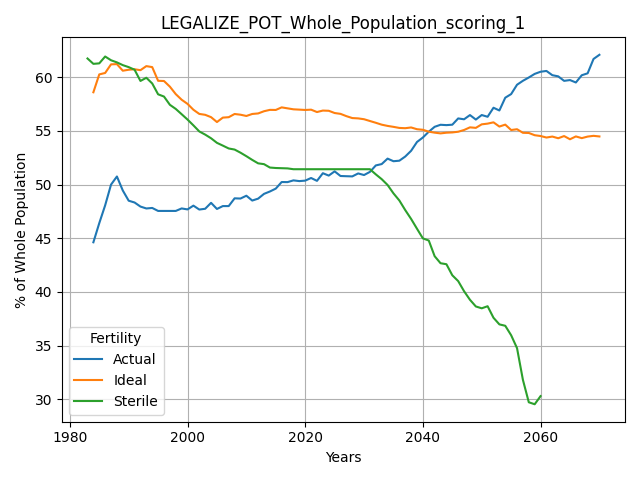 LEGALIZE_POT_Whole_Population_scoring_1
% of Whole Population
60
55
50
45
40
35
30
Fertility
Actual
Ideal
Sterile
1980
2000
2020
2040
2060
Years